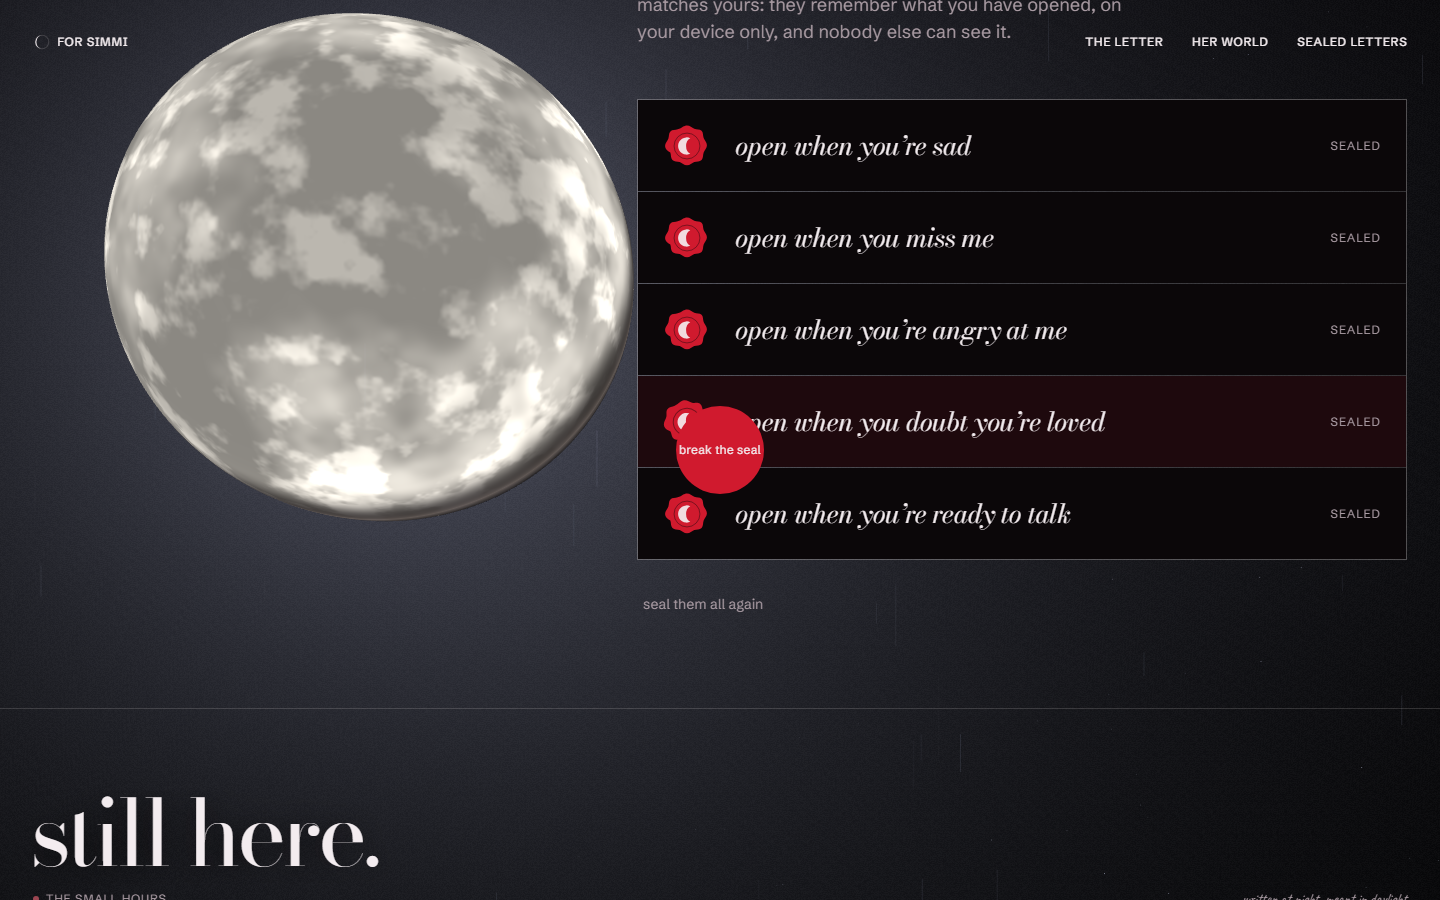 matches yours: they remember what you have opened, on
your device only, and nobody else can see it.
FOR SIMMI
THE LETTER
HER WORLD
SEALED LETTERS
open when you’re sad
SEALED
open when you miss me
SEALED
open when you’re angry at me
SEALED
pen when you doubt you’re loved
SEALED
break the seal
open when you’re ready to talk
SEALED
seal them all again
still here.
THE SMALL HOURS
written at night, meant in daylight